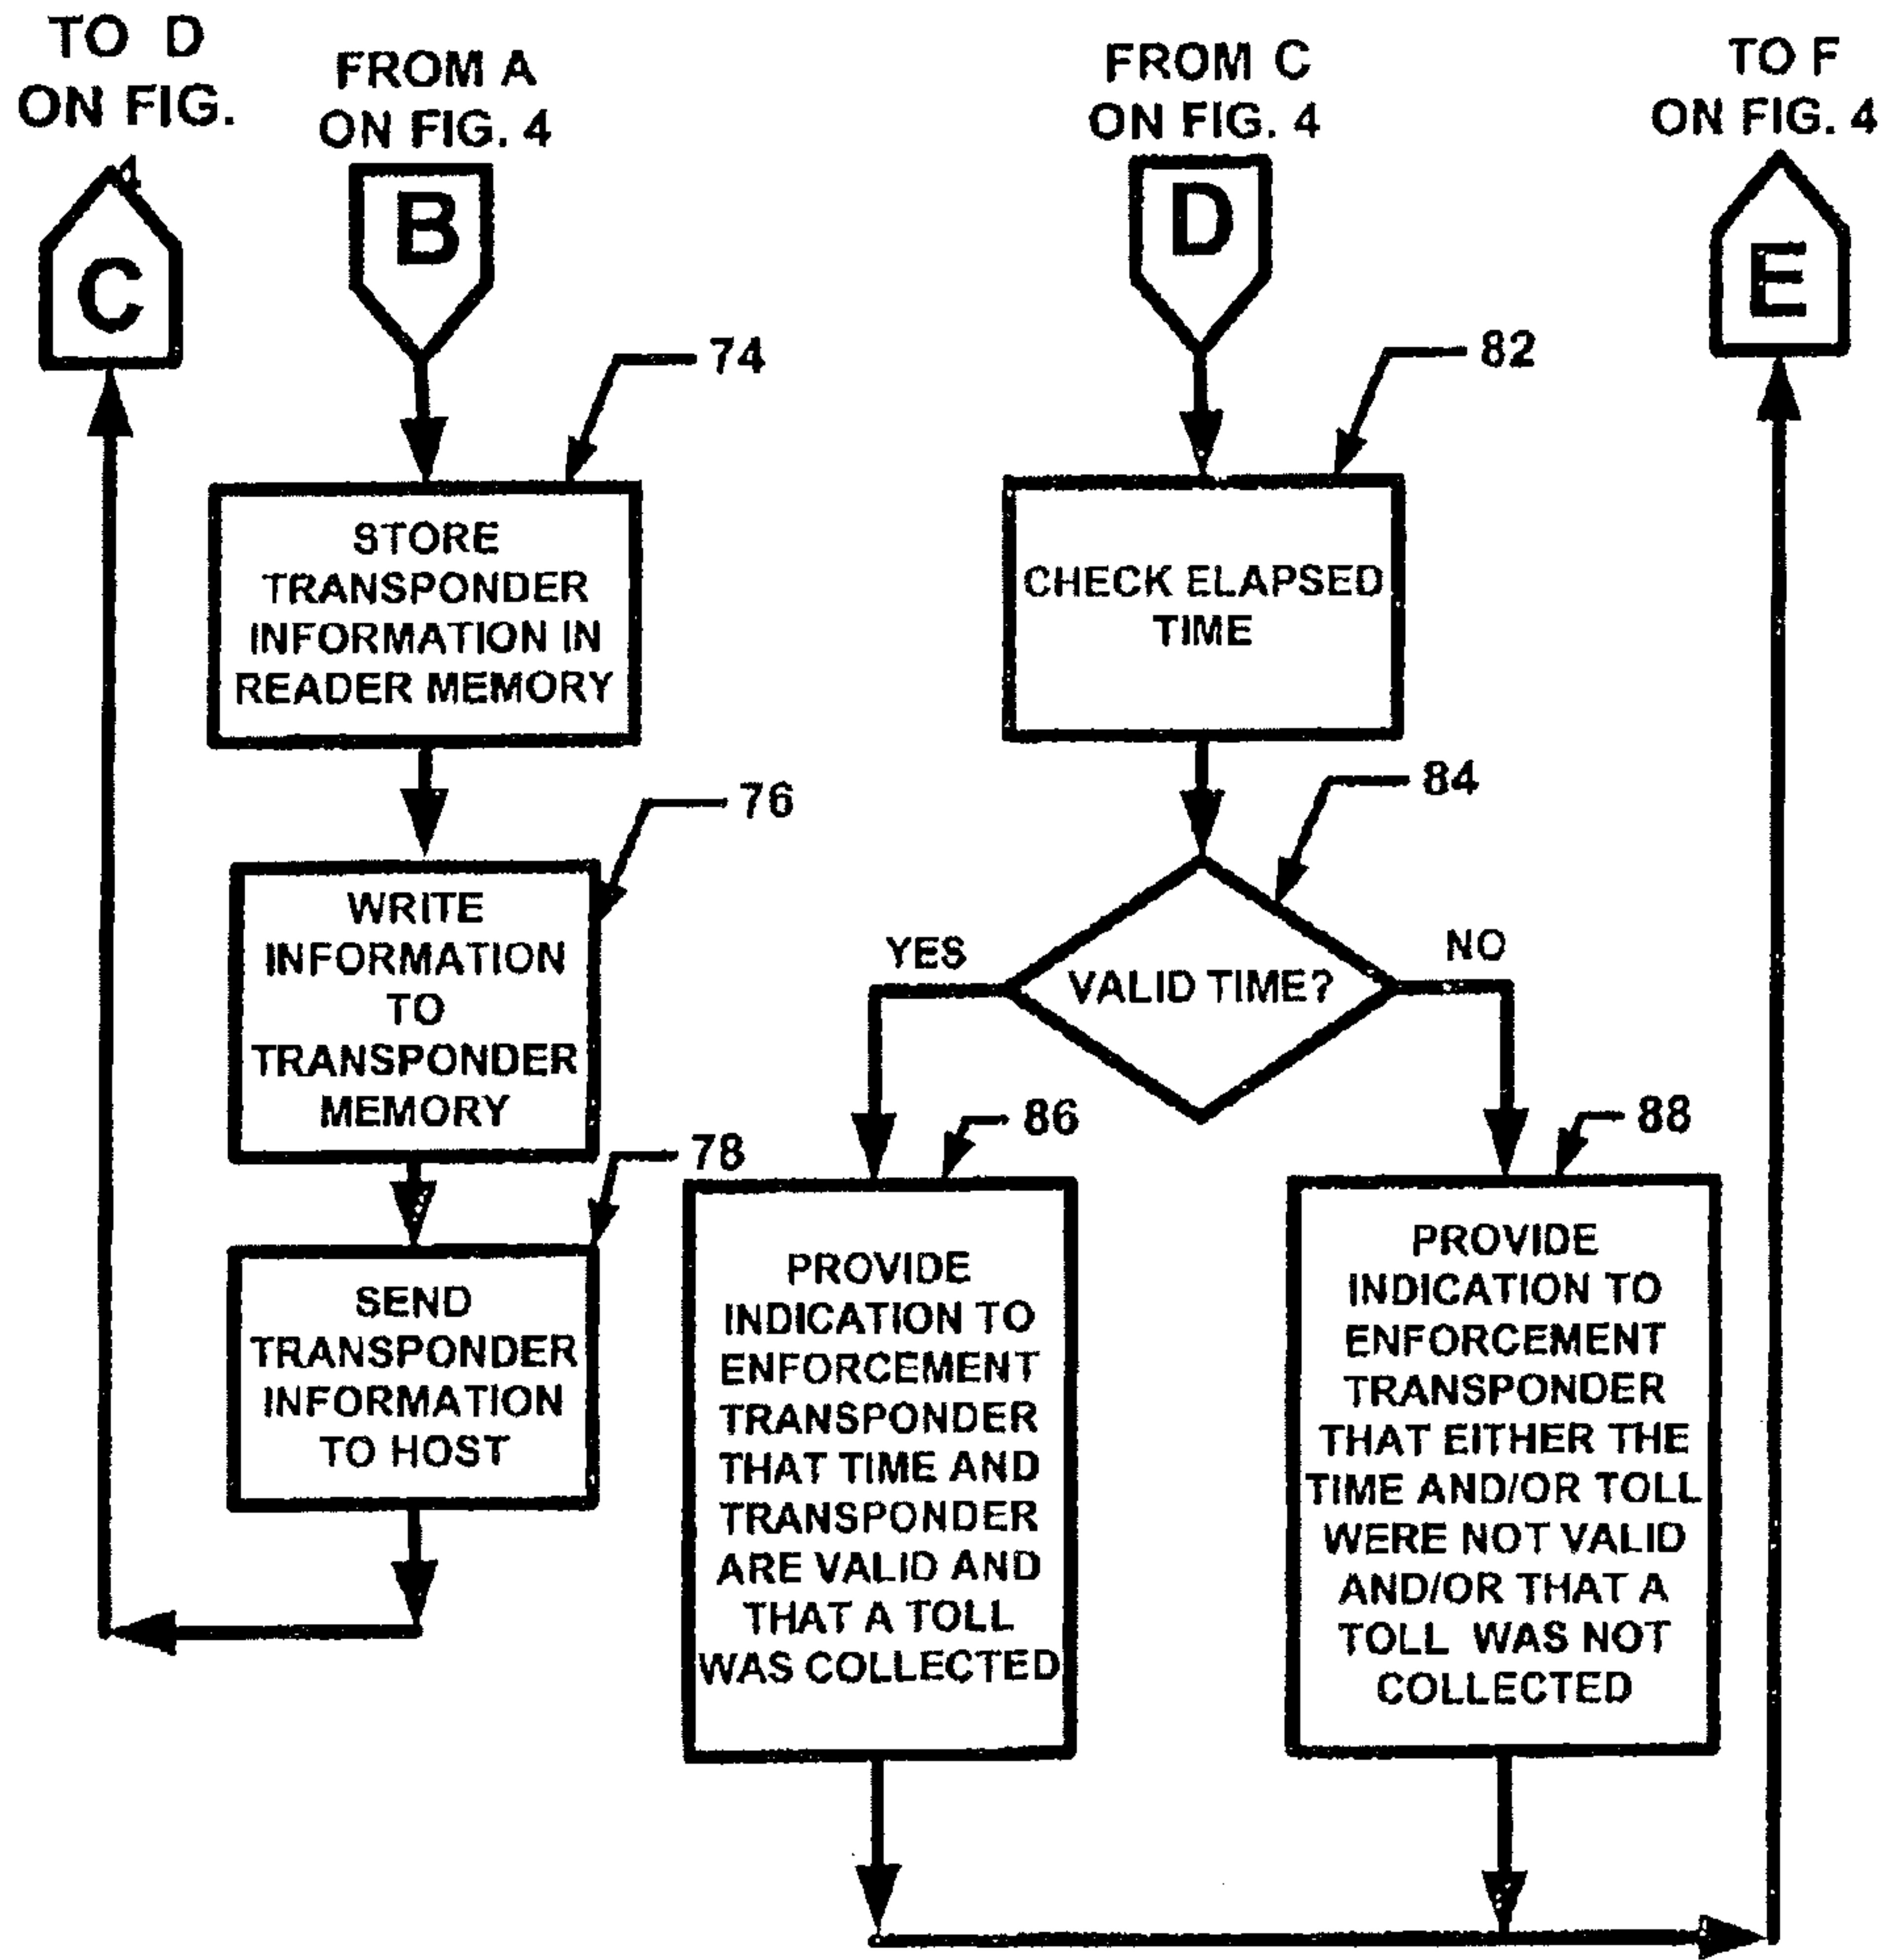 TO D
ON FIG.
4
C
FROM A
ON FIG. 4
B
FROM C
ON FIG. 4
D
TO F
ON FIG. 4
E
74
STORE
TRANSPONDER
INFORMATION IN
READER MEMORY
76
WRITE
INFORMATION
TO
TRANSPONDER
MEMORY
78
SEND
TRANSPONDER
INFORMATION
TO HOST
82
CHECK ELAPSED
TIME
84
VALID TIME?
YES
NO
86
PROVIDE
INDICATION TO
ENFORCEMENT
TRANSPONDER
THAT TIME AND
TRANSPONDER
ARE VALID AND
THAT A TOLL
WAS COLLECTED
88
PROVIDE
INDICATION TO
ENFORCEMENT
TRANSPONDER
THAT EITHER THE
TIME AND/OR TOLL
WERE NOT VALID
AND/OR THAT A
TOLL WAS NOT
COLLECTED